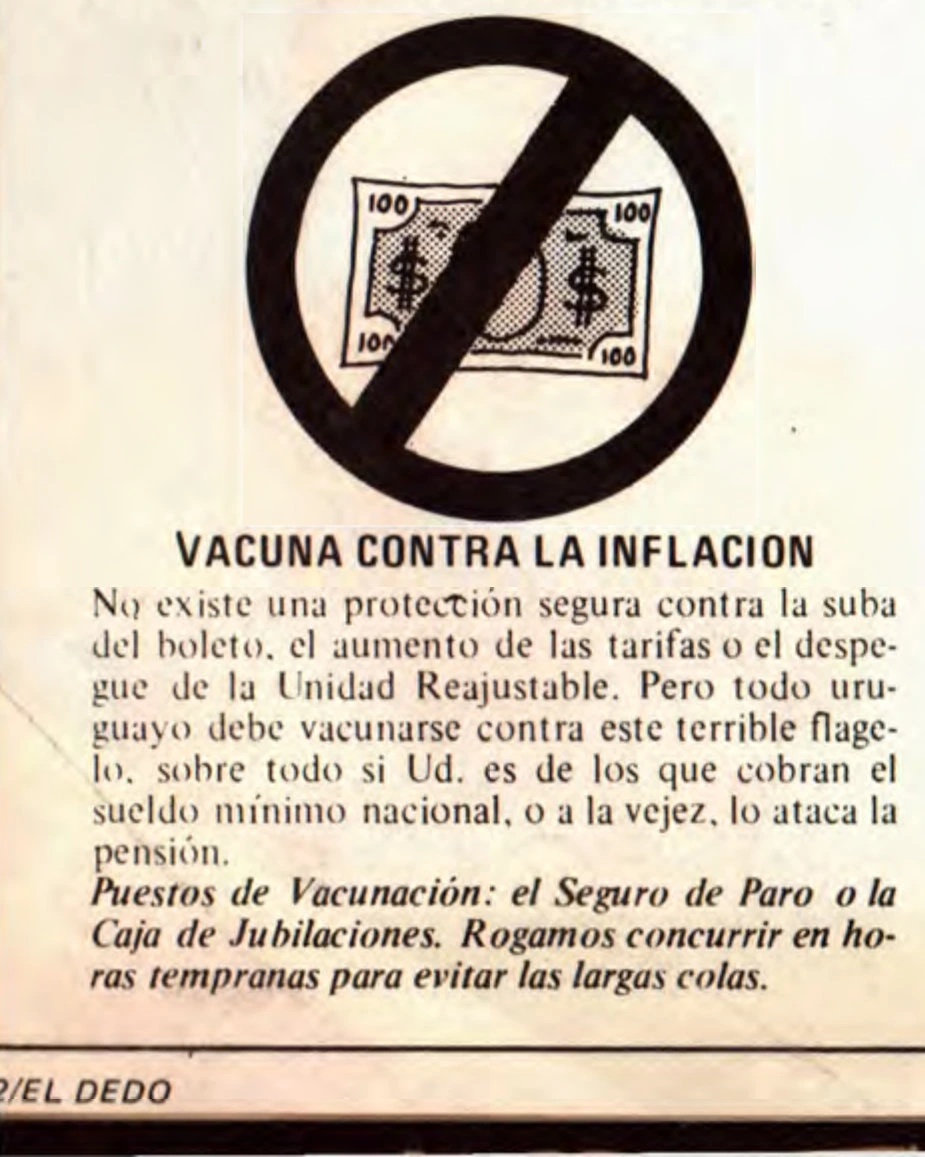 100 100
$ $
100 100
VACUNA CONTRA LA INFLACION
No existe una protección segura contra la suba
del boleto, el aumento de las tarifas o el despe-
gue de la Unidad Reajustable. Pero todo uru-
guayo debe vacunarse contra este terrible flage-
lo, sobre todo si Ud. es de los que cobran el
sueldo mínimo nacional, o a la vejez, lo ataca la
pensión.
Puestos de Vacunación: el Seguro de Paro o la
Caja de Jubilaciones. Rogamos concurrir en ho-
ras tempranas para evitar las largas colas.
2/EL DEDO